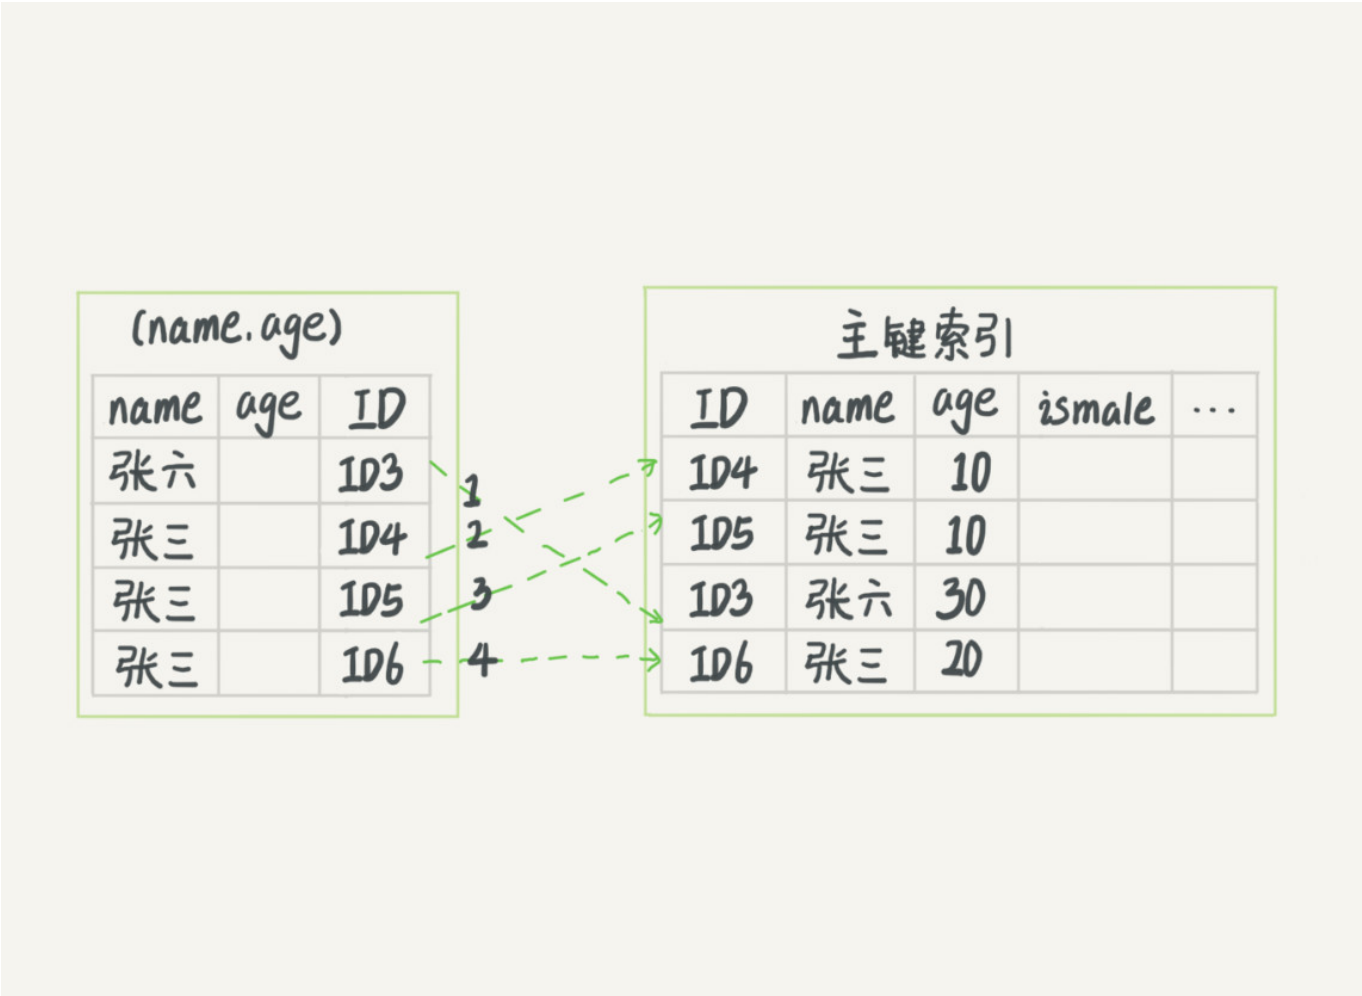 (name.age)
name age ID
张六 ID3
张三 ID4
张三 ID5
张三 ID6
1
2
3
4
主键索引
ID name age ismale ...
ID4 张三 10
ID5 张三 10
ID3 张六 30
ID6 张三 20